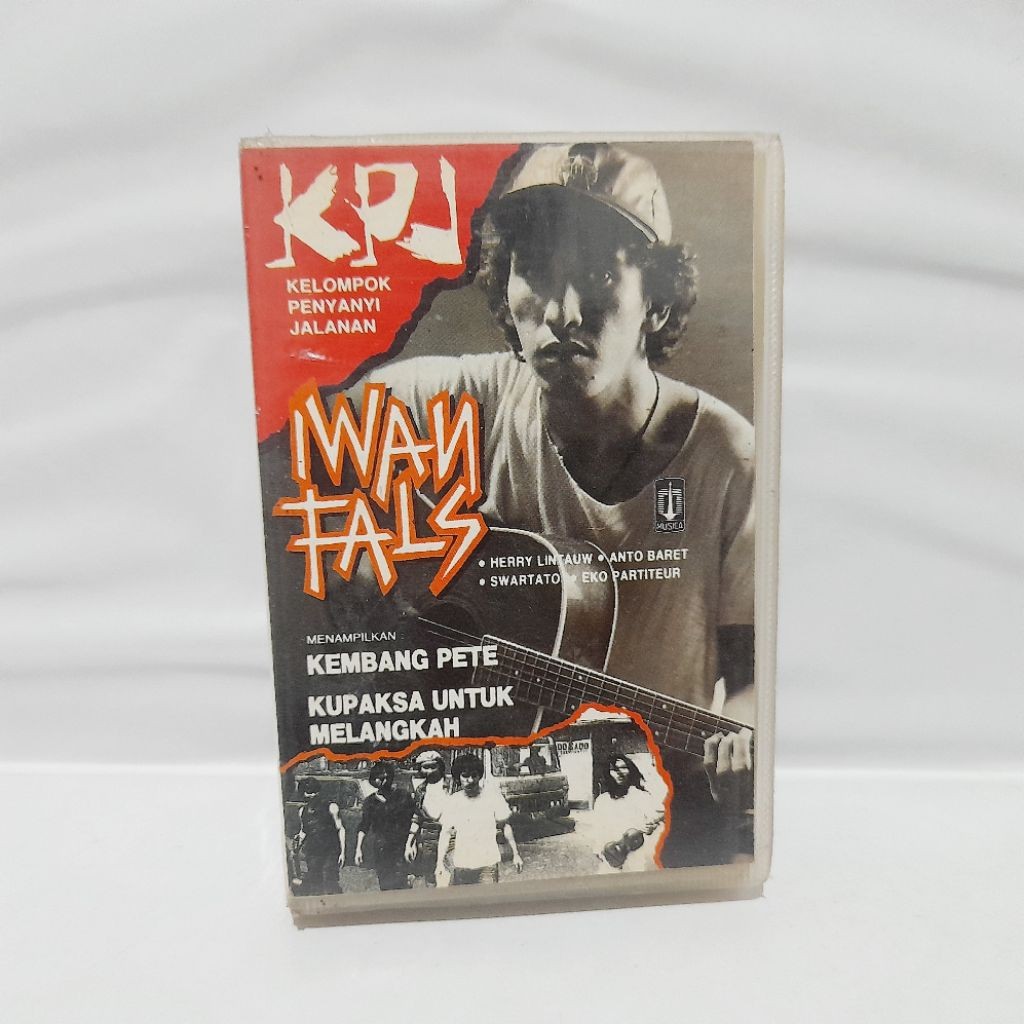 KPJ
KELOMPOK
PENYANYI
JALANAN
IWAN
FALS
MUSICA
• HERRY LINTAUW • ANTO BARET
• SWARTATO • EKO PARTITEUR
MENAMPILKAN :
KEMBANG PETE
KUPAKSA UNTUK
MELANGKAH